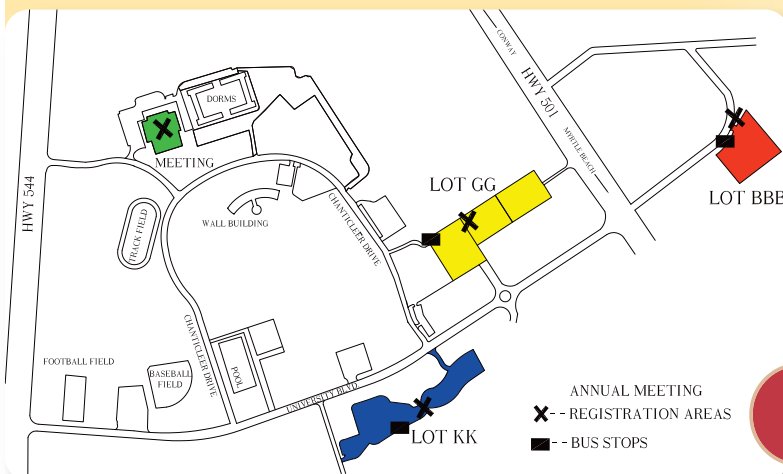 CONWAY
HWY 501
MYRTLE BEACH
DORMS
MEETING
HWY 544
LOT GG
LOT BBB
TRACK FIELD
WALL BUILDING
CHANTICLEER DRIVE
CHANTICLEER DRIVE
FOOTBALL FIELD
BASEBALL
FIELD
POOL
UNIVERSITY BLVD
LOT KK
ANNUAL MEETING
X -- REGISTRATION AREAS
-- BUS STOPS